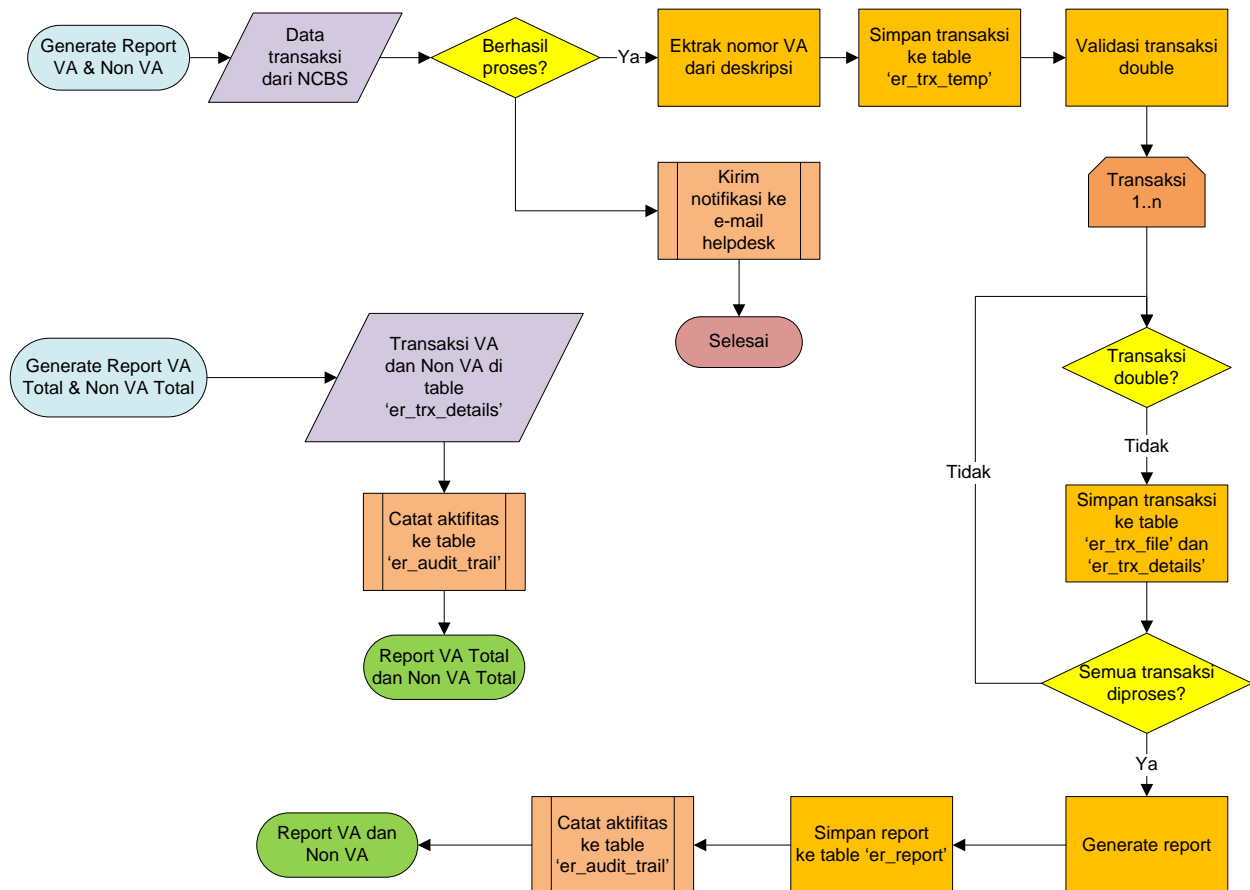 Generate Report
VA & Non VA
Data
transaksi
dari NCBS
Berhasil
proses?
Ya
Ektrak nomor VA
dari deskripsi
Simpan transaksi
ke table
‘er_trx_temp’
Validasi transaksi
double
Kirim
notifikasi ke
e-mail
helpdesk
Selesai
Transaksi
1..n
Transaksi
double?
Tidak
Tidak
Simpan transaksi
ke table
‘er_trx_file’ dan
‘er_trx_details’
Semua transaksi
diproses?
Ya
Generate report
Simpan report
ke table ‘er_report’
Catat aktifitas
ke table
‘er_audit_trail’
Report VA dan
Non VA
Generate Report VA
Total & Non VA Total
Transaksi VA
dan Non VA di
table
‘er_trx_details’
Catat aktifitas
ke table
‘er_audit_trail’
Report VA Total
dan Non VA Total